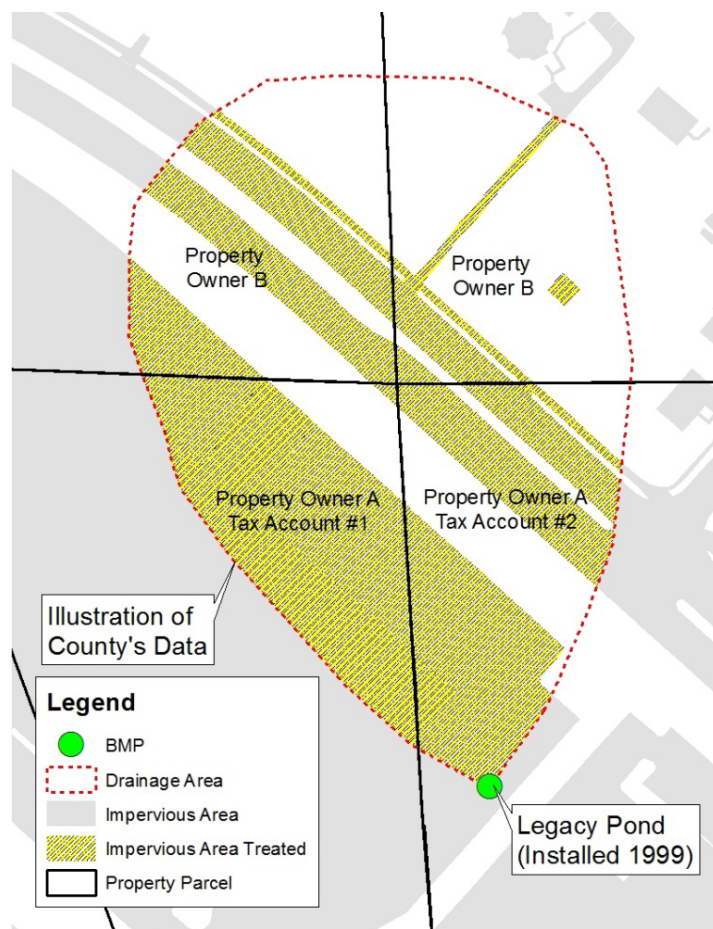 Property
Owner B
Property
Owner B
Property Owner A
Tax Account #1
Property Owner A
Tax Account #2
Illustration of
County's Data
Legend
BMP
Drainage Area
Impervious Area
Impervious Area Treated
Property Parcel
Legacy Pond
(Installed 1999)